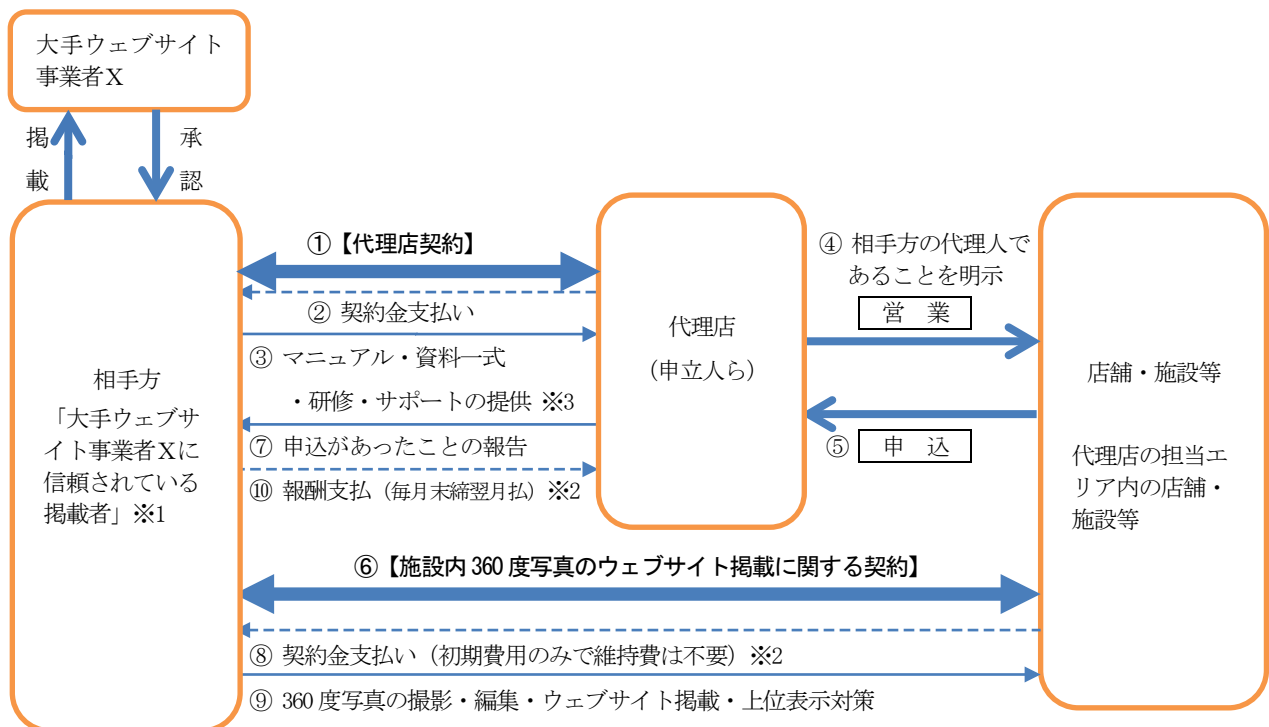 大手ウェブサイト
事業者X
掲載
承認
相手方
「大手ウェブサ
イト事業者Xに
信頼されている
掲載者」※1
①【代理店契約】
② 契約金支払い
③ マニュアル・資料一式
・研修・サポートの提供 ※3
⑦ 申込があったことの報告
⑩ 報酬支払（毎月末締翌月払）※2
代理店
（申立人ら）
④ 相手方の代理人で
あることを明示
営 業
⑤ 申 込
店舗・施設等
代理店の担当エ
リア内の店舗・
施設等
⑥【施設内 360 度写真のウェブサイト掲載に関する契約】
⑧ 契約金支払い（初期費用のみで維持費は不要）※2
⑨ 360 度写真の撮影・編集・ウェブサイト掲載・上位表示対策